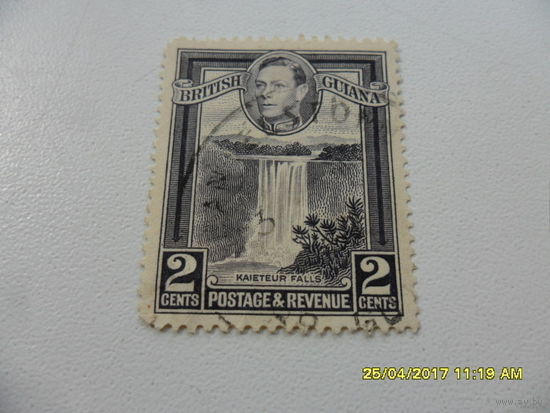 BRITISH GUIANA
KAIETEUR FALLS
2 CENTS POSTAGE & REVENUE 2 CENTS
25/04/2017 11:19 AM